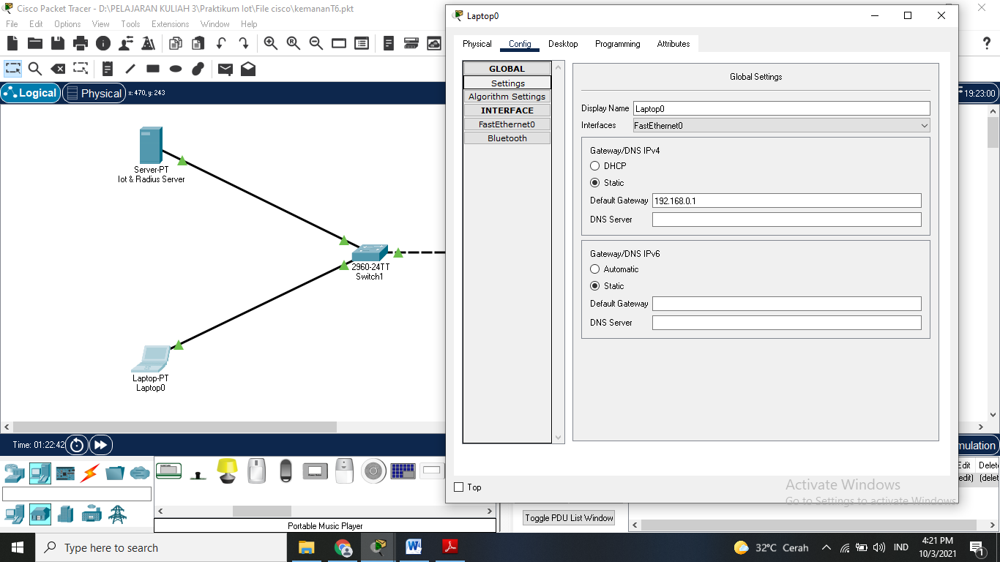 Cisco Packet Tracer - D:\PELAJARAN KULIAH 3\Praktikum Iot\File cisco\kemananT6.pkt
File Edit Options View Tools Extensions Window Help
Logical
Physical
x: 470, y: 243
19:23:00
Server-PT
Iot & Radius Server
2960-24TT
Switch1
Laptop-PT
Laptop0
Time: 01:22:42
Portable Music Player
Toggle PDU List Window
mulation
Edit Delet
edit) (delet
Laptop0
Physical Config Desktop Programming Attributes
GLOBAL
Settings
Algorithm Settings
INTERFACE
FastEthernet0
Bluetooth
Global Settings
Display Name Laptop0
Interfaces FastEthernet0
Gateway/DNS IPv4
DHCP
Static
Default Gateway 192.168.0.1
DNS Server
Gateway/DNS IPv6
Automatic
Static
Default Gateway
DNS Server
Top
Activate Windows
Go to Settings to activate Windows.
Type here to search
32°C Cerah
IND
4:21 PM
10/3/2021
1